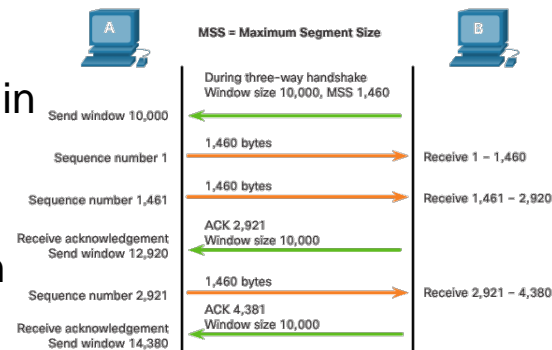 A
MSS = Maximum Segment Size
B
in
During three-way handshake
Window size 10,000, MSS 1,460
Send window 10,000
1,460 bytes
Sequence number 1
Receive 1 – 1,460
1,460 bytes
Sequence number 1,461
Receive 1,461 – 2,920
ACK 2,921
Window size 10,000
Receive acknowledgement
Send window 12,920
1,460 bytes
Sequence number 2,921
Receive 2,921 – 4,380
ACK 4,381
Window size 10,000
Receive acknowledgement
Send window 14,380